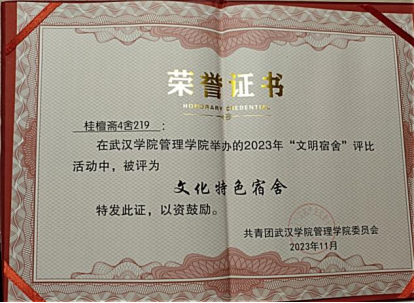 荣誉证书
HONORARY CREDENTIAL
桂檀斋4舍219：
在武汉学院管理学院举办的2023年“文明宿舍”评比
活动中，被评为
文化特色宿舍
特发此证，以资鼓励。
共青团武汉学院管理学院委员会
2023年11月